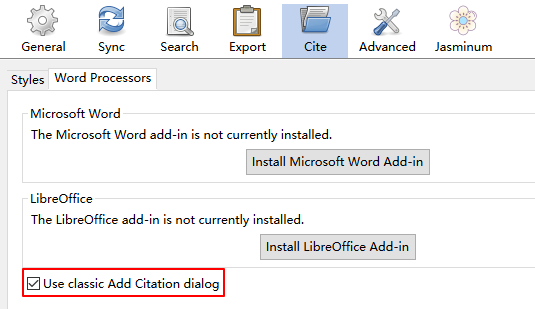 General Sync Search Export Cite Advanced Jasminum
Styles Word Processors
Microsoft Word
The Microsoft Word add-in is not currently installed.
Install Microsoft Word Add-in
LibreOffice
The LibreOffice add-in is not currently installed.
Install LibreOffice Add-in
Use classic Add Citation dialog